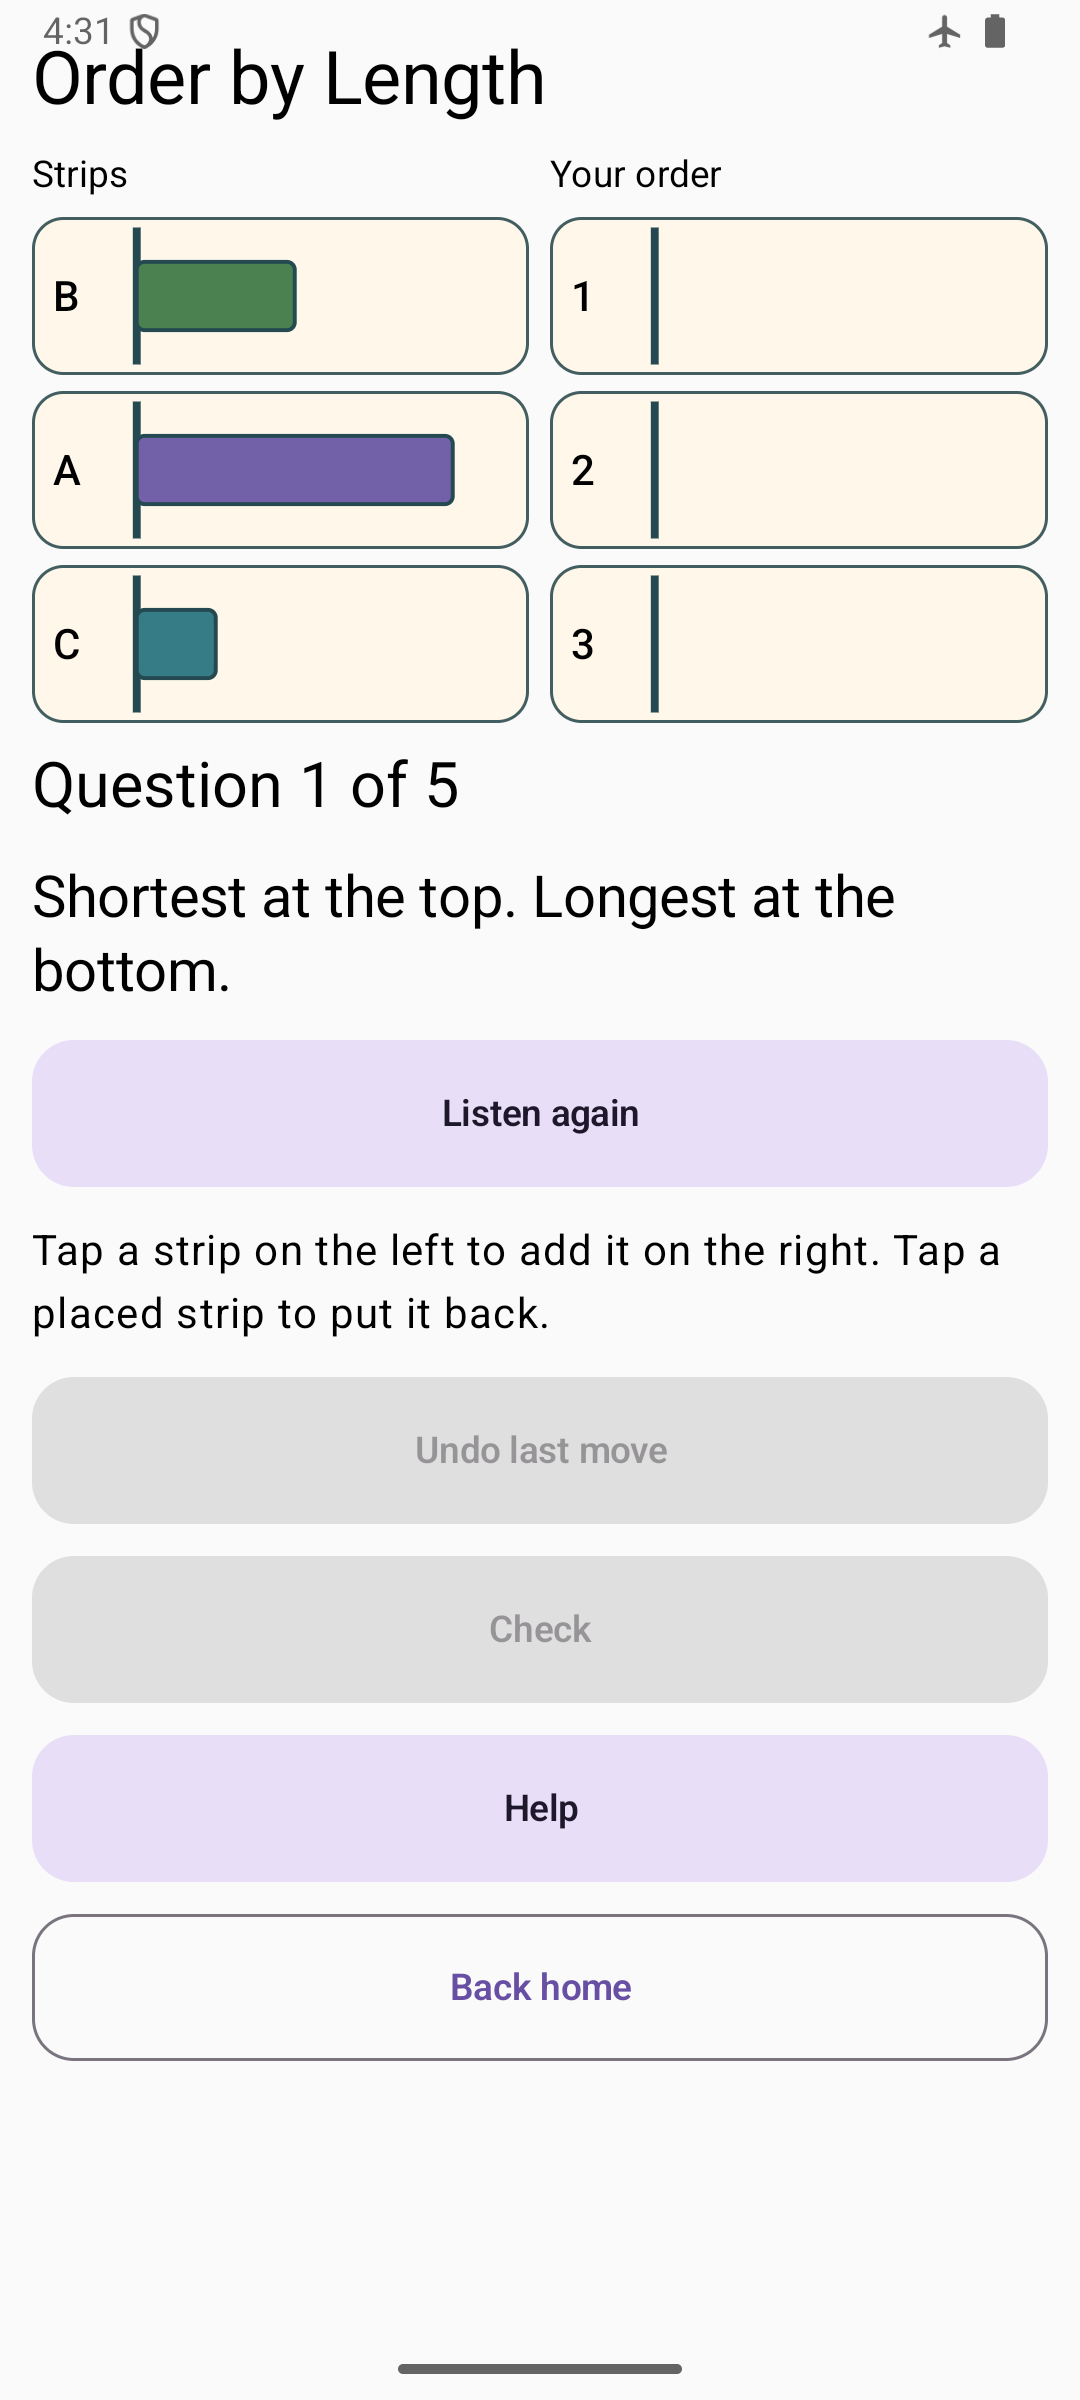 4:31
Order by Length
Strips
Your order
B
1
A
2
C
3
Question 1 of 5
Shortest at the top. Longest at the
bottom.
Listen again
Tap a strip on the left to add it on the right. Tap a
placed strip to put it back.
Undo last move
Check
Help
Back home